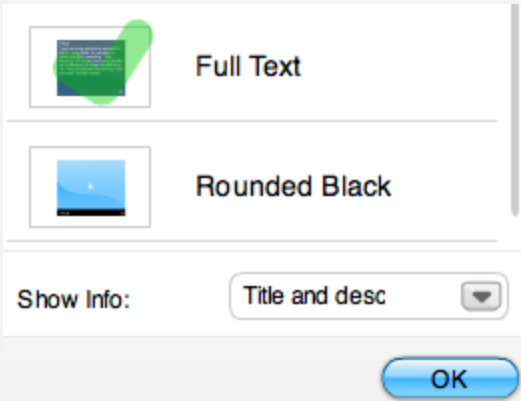 Full Text
Rounded Black
Show Info:
Title and desc
OK